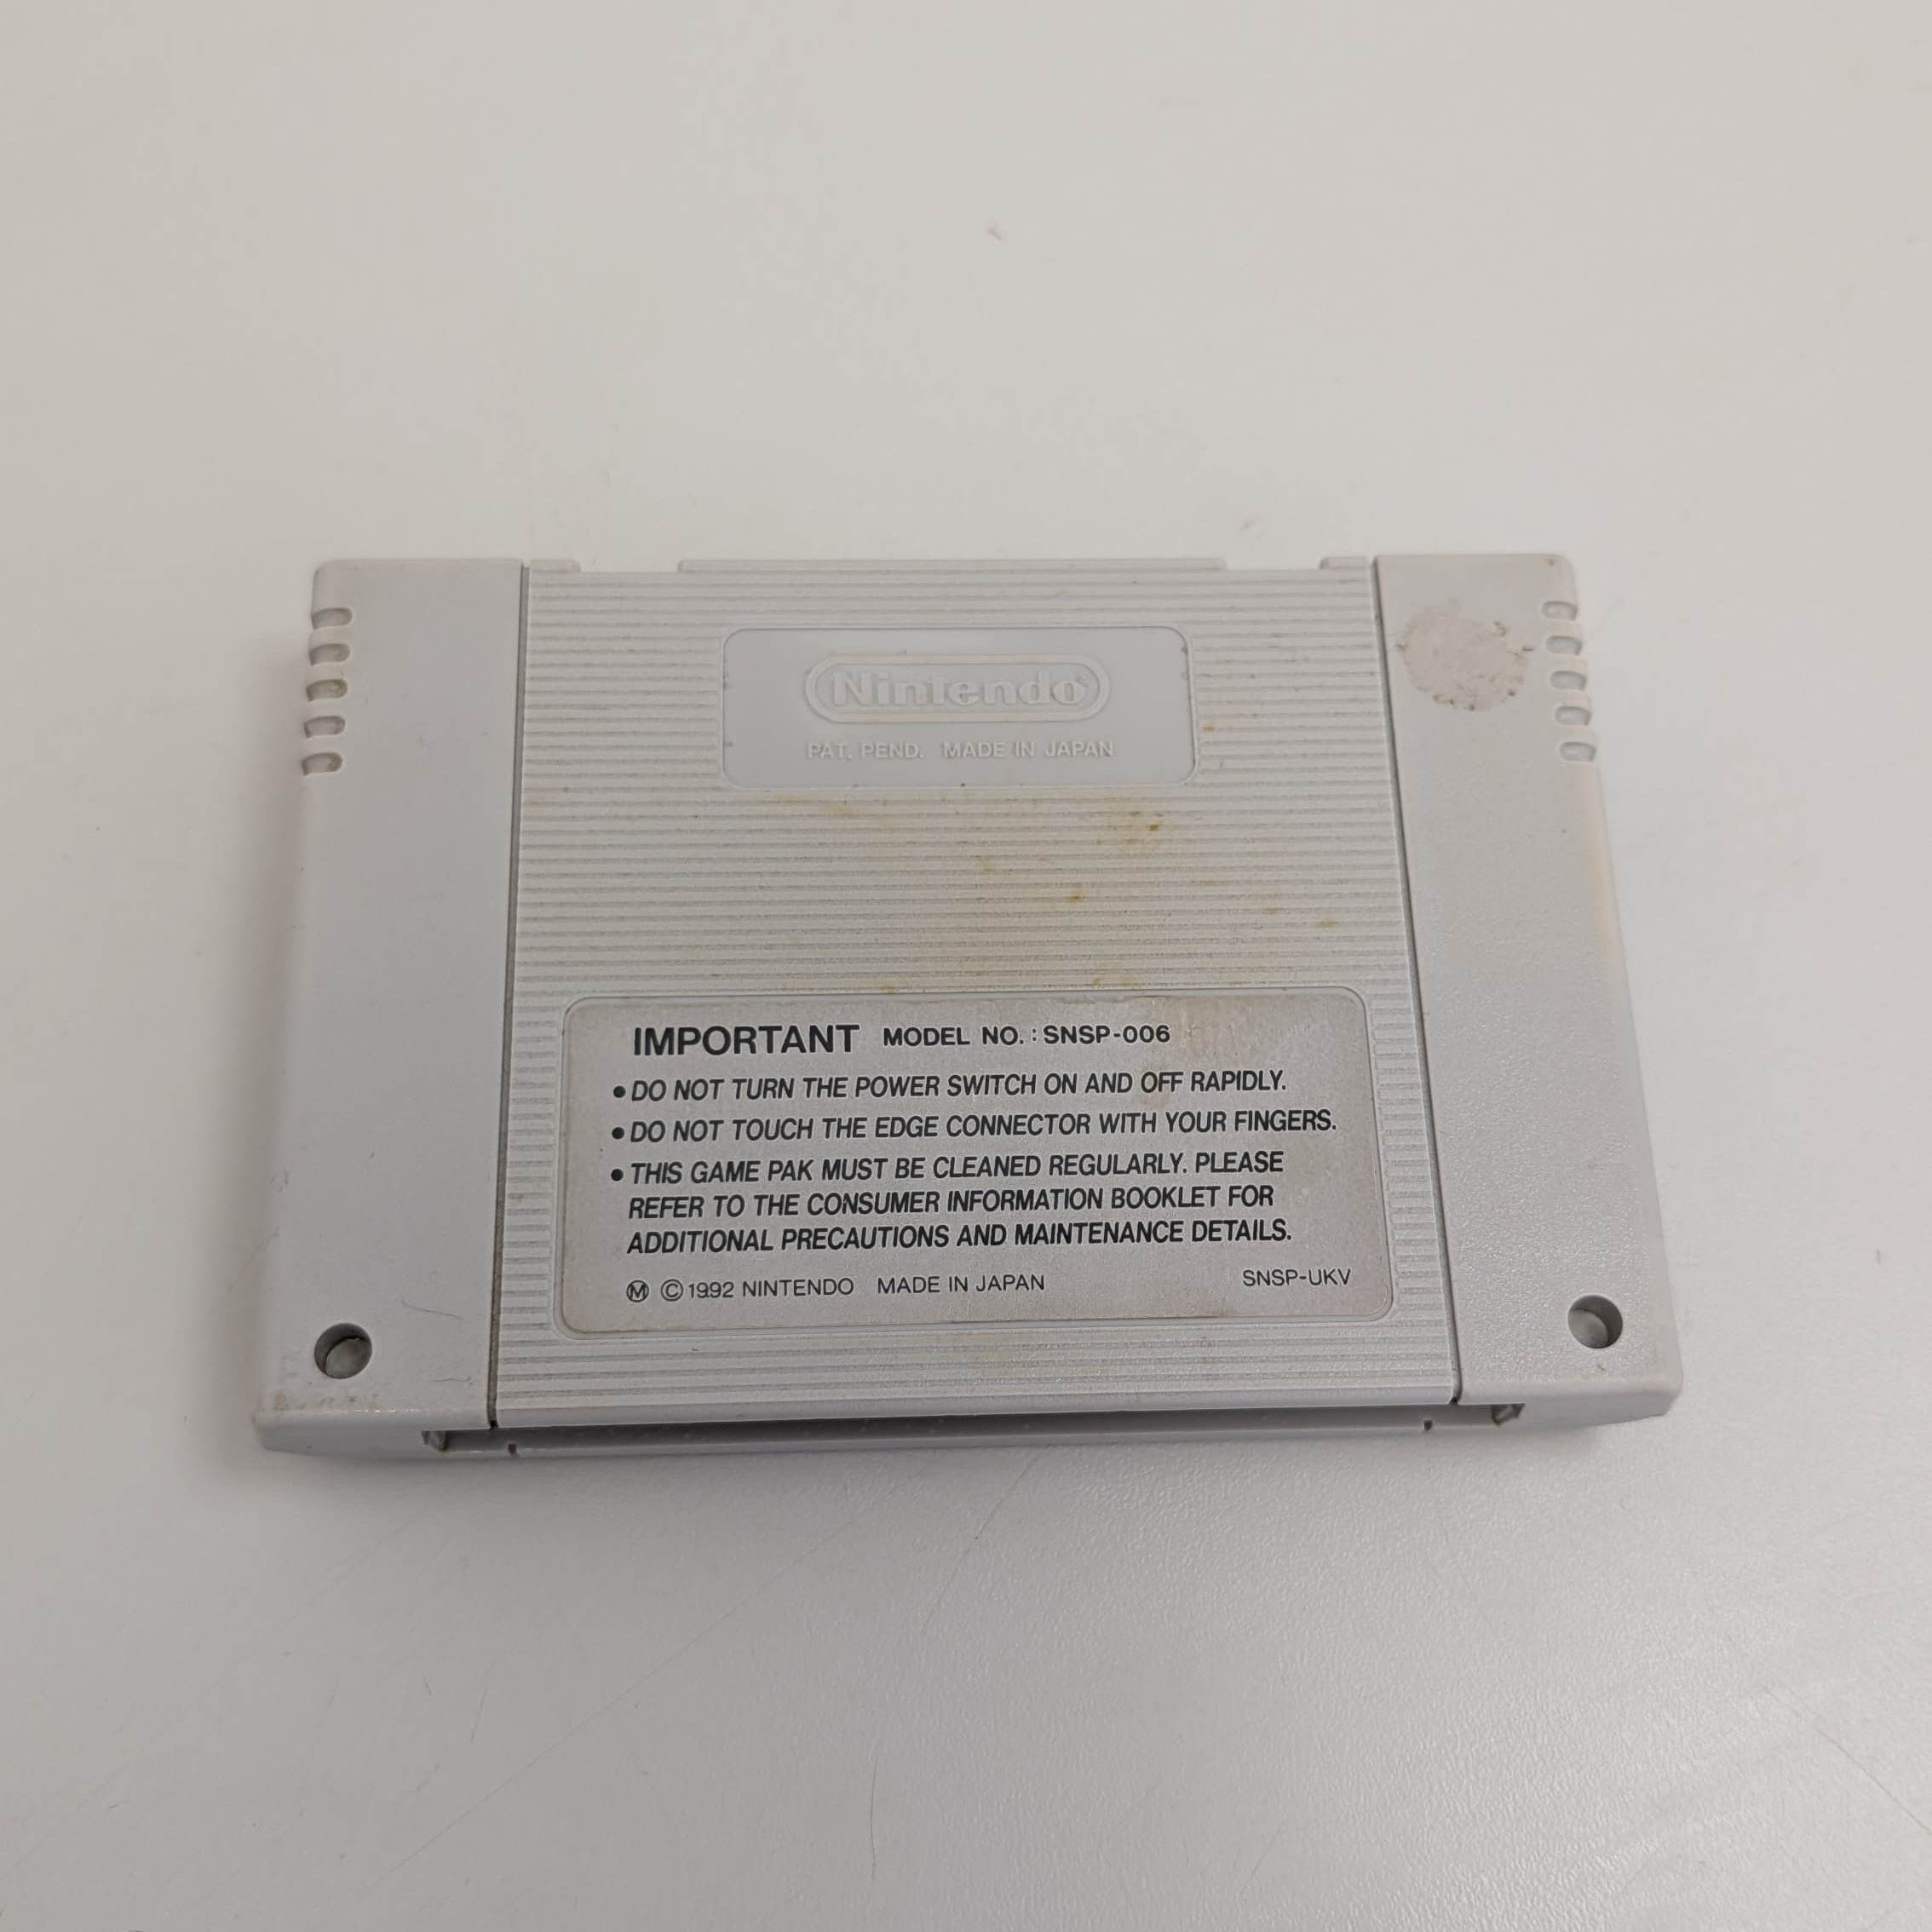 Nintendo
PAT. PEND. MADE IN JAPAN
IMPORTANT MODEL NO.: SNSP-006
• DO NOT TURN THE POWER SWITCH ON AND OFF RAPIDLY.
• DO NOT TOUCH THE EDGE CONNECTOR WITH YOUR FINGERS.
• THIS GAME PAK MUST BE CLEANED REGULARLY. PLEASE
REFER TO THE CONSUMER INFORMATION BOOKLET FOR
ADDITIONAL PRECAUTIONS AND MAINTENANCE DETAILS.
Ⓜ ©1992 NINTENDO MADE IN JAPAN SNSP-UKV